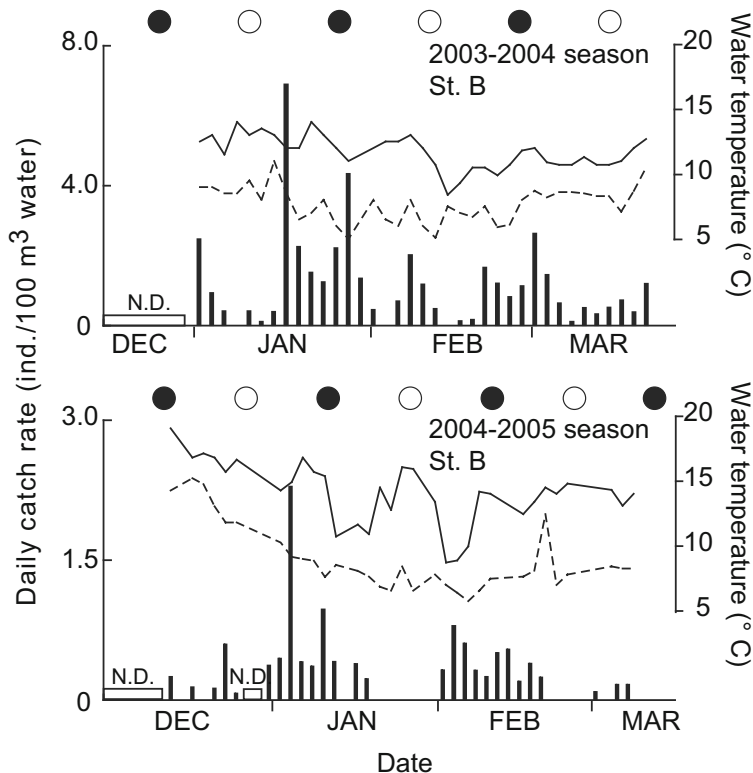 8.0
4.0
0
20
15
10
5
2003-2004 season
St. B
N.D.
DEC
JAN
FEB
MAR
3.0
1.5
0
20
15
10
5
2004-2005 season
St. B
N.D.
N.D.
DEC
JAN
FEB
MAR
Date
Daily catch rate (ind./100 m³ water)
Water temperature (° C)
Water temperature (° C)